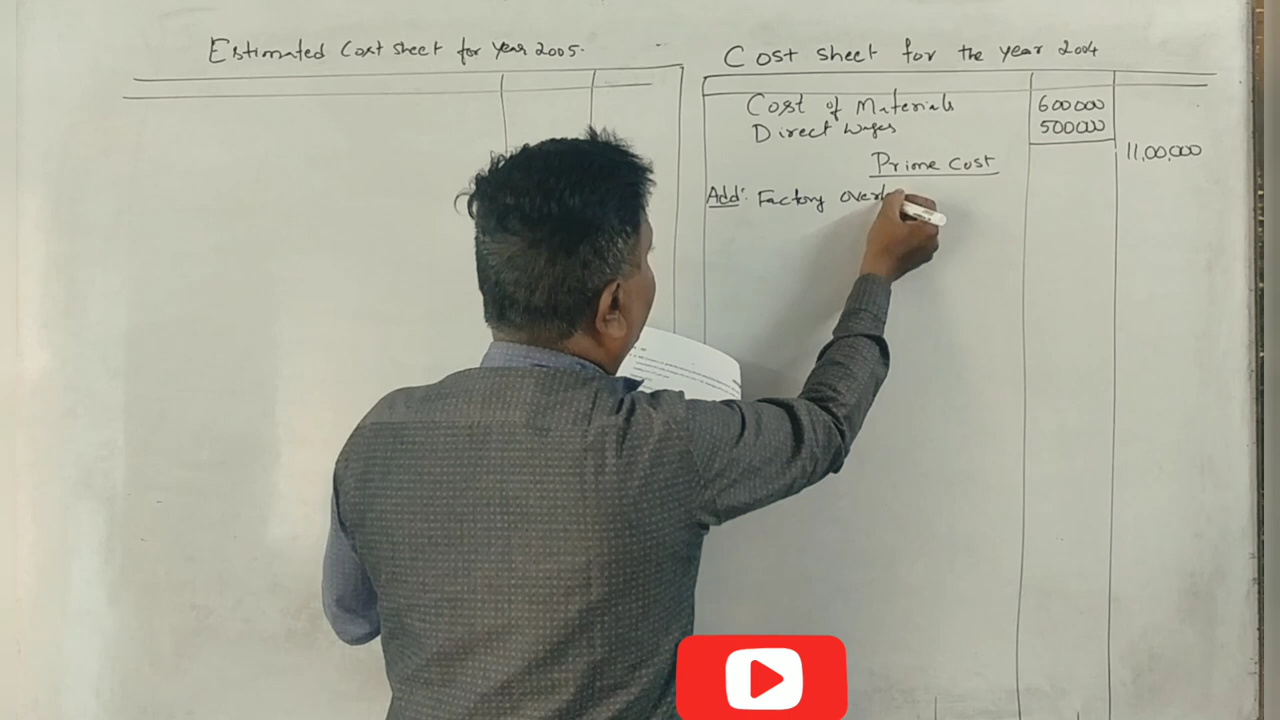 Estimated Cost sheet for year 2005.
Cost sheet for the year 2004
Cost of Materials 600000
Direct wages 500000
Prime Cost 11,00,000
Add: Factory